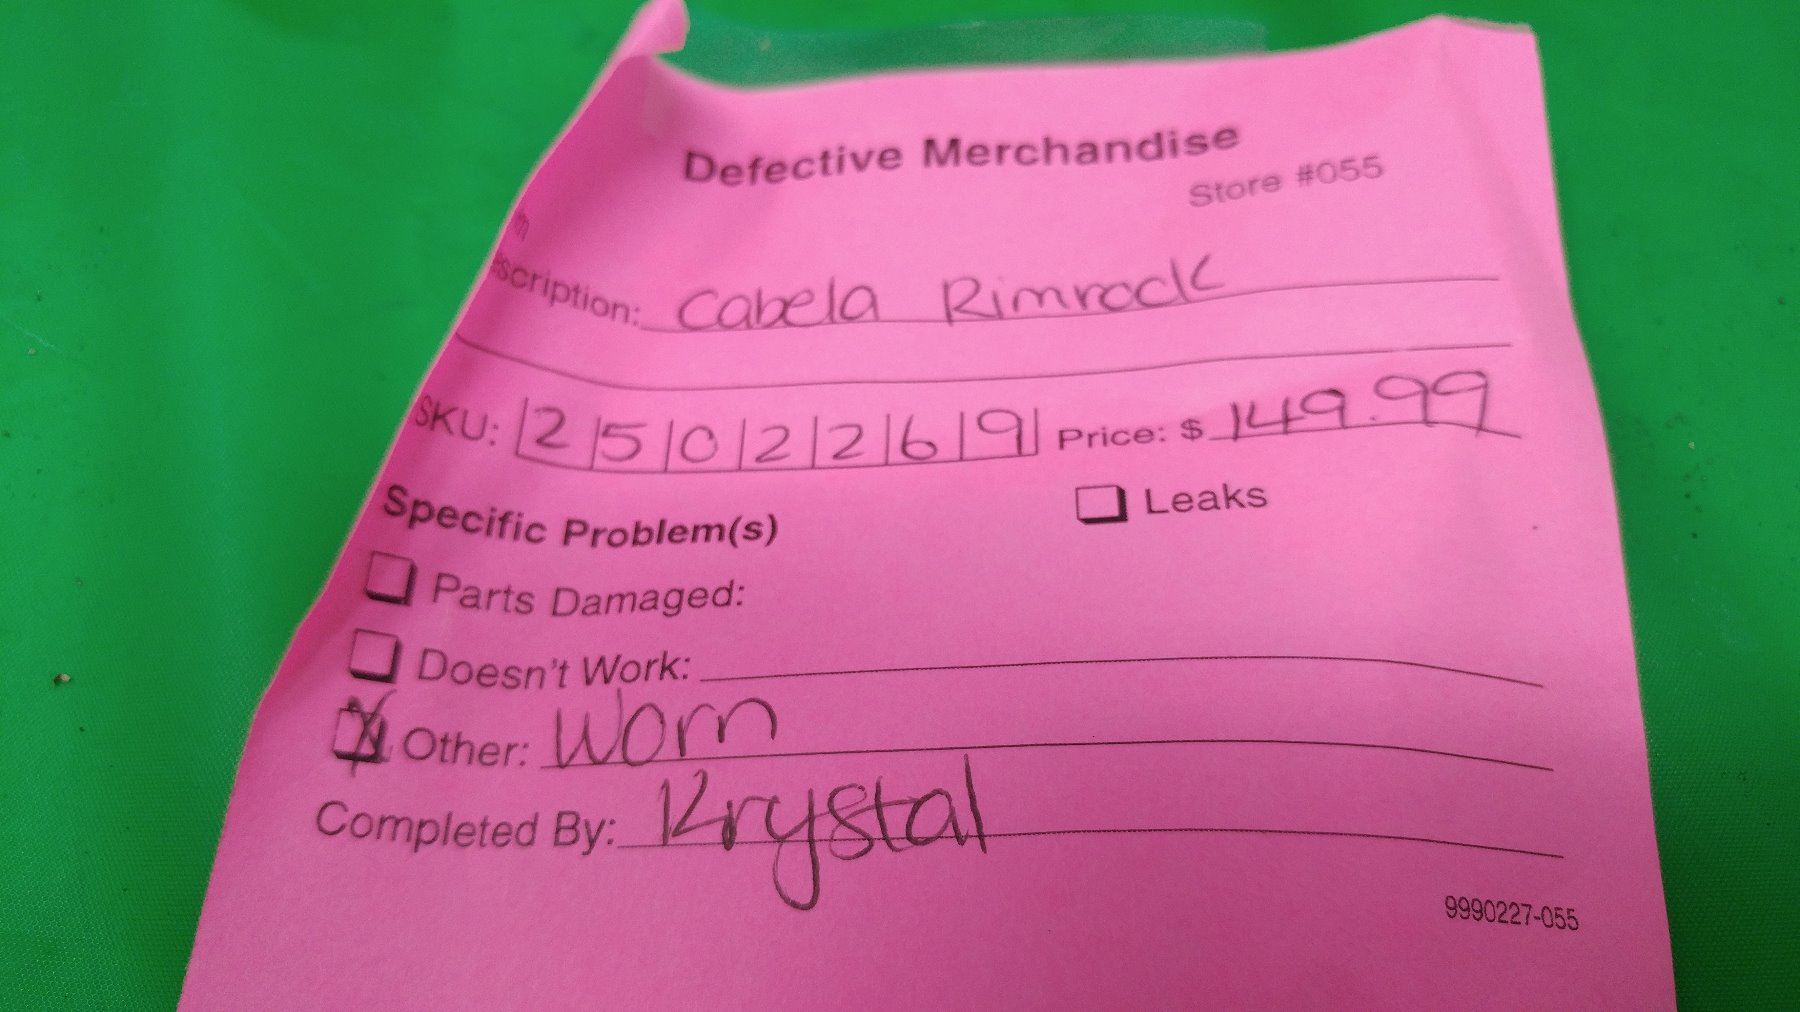 Defective Merchandise
Store #055
scription: Cabela Rimrock
SKU: 2 5 0 2 2 6 9 Price: $ 149.99
Specific Problem(s)
Leaks
Parts Damaged:
Doesn't Work:
Other: Worn
Completed By: Krystal
9990227-055